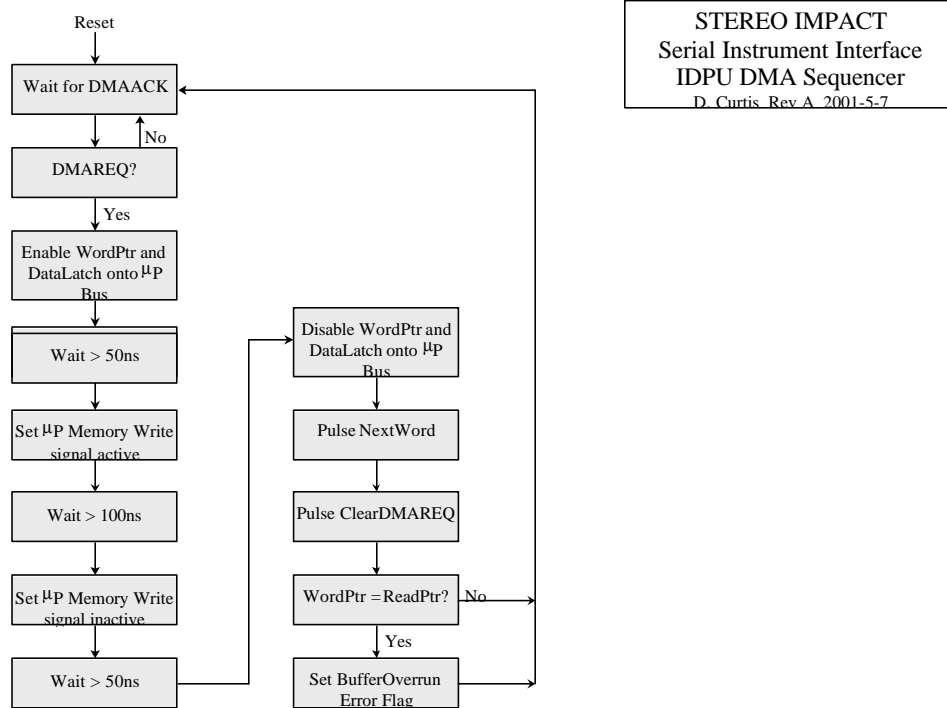 STEREO IMPACT
Serial Instrument Interface
IDPU DMA Sequencer
D. Curtis Rev A 2001-5-7
Reset
Wait for DMAACK
No
DMAREQ?
Yes
Enable WordPtr and
DataLatch onto µP
Bus
Wait > 50ns
Set µP Memory Write
signal active
Wait > 100ns
Set µP Memory Write
signal inactive
Wait > 50ns
Disable WordPtr and
DataLatch onto µP
Bus
Pulse NextWord
Pulse ClearDMAREQ
WordPtr = ReadPtr?
No
Yes
Set BufferOverrun
Error Flag